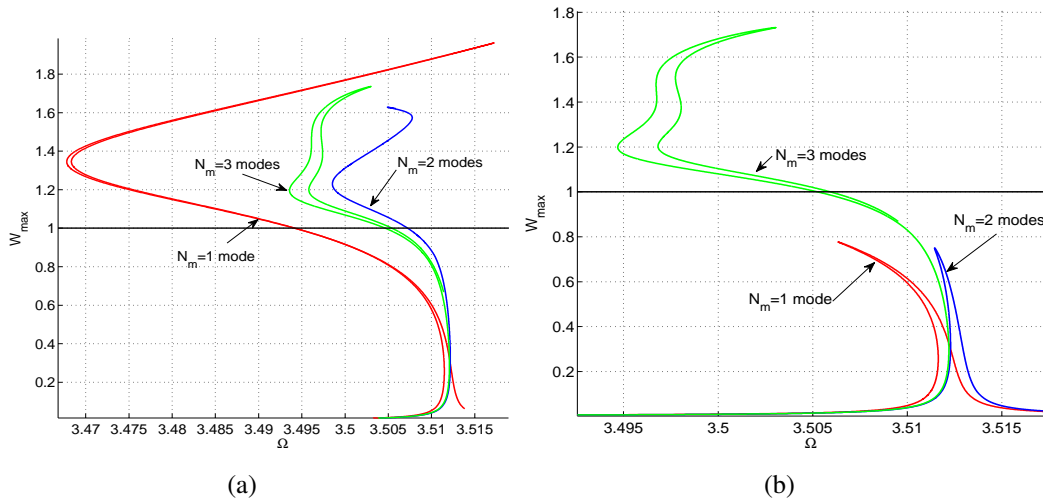 1.8
1.6
1.4
1.2
1
0.8
0.6
0.4
0.2
W_max
N_m=3 modes
N_m=2 modes
N_m=1 mode
3.47 3.475 3.48 3.485 3.49 3.495 3.5 3.505 3.51 3.515
Ω
(a)
1.8
1.6
1.4
1.2
1
0.8
0.6
0.4
0.2
W_max
N_m=3 modes
N_m=2 modes
N_m=1 mode
3.495 3.5 3.505 3.51 3.515
Ω
(b)